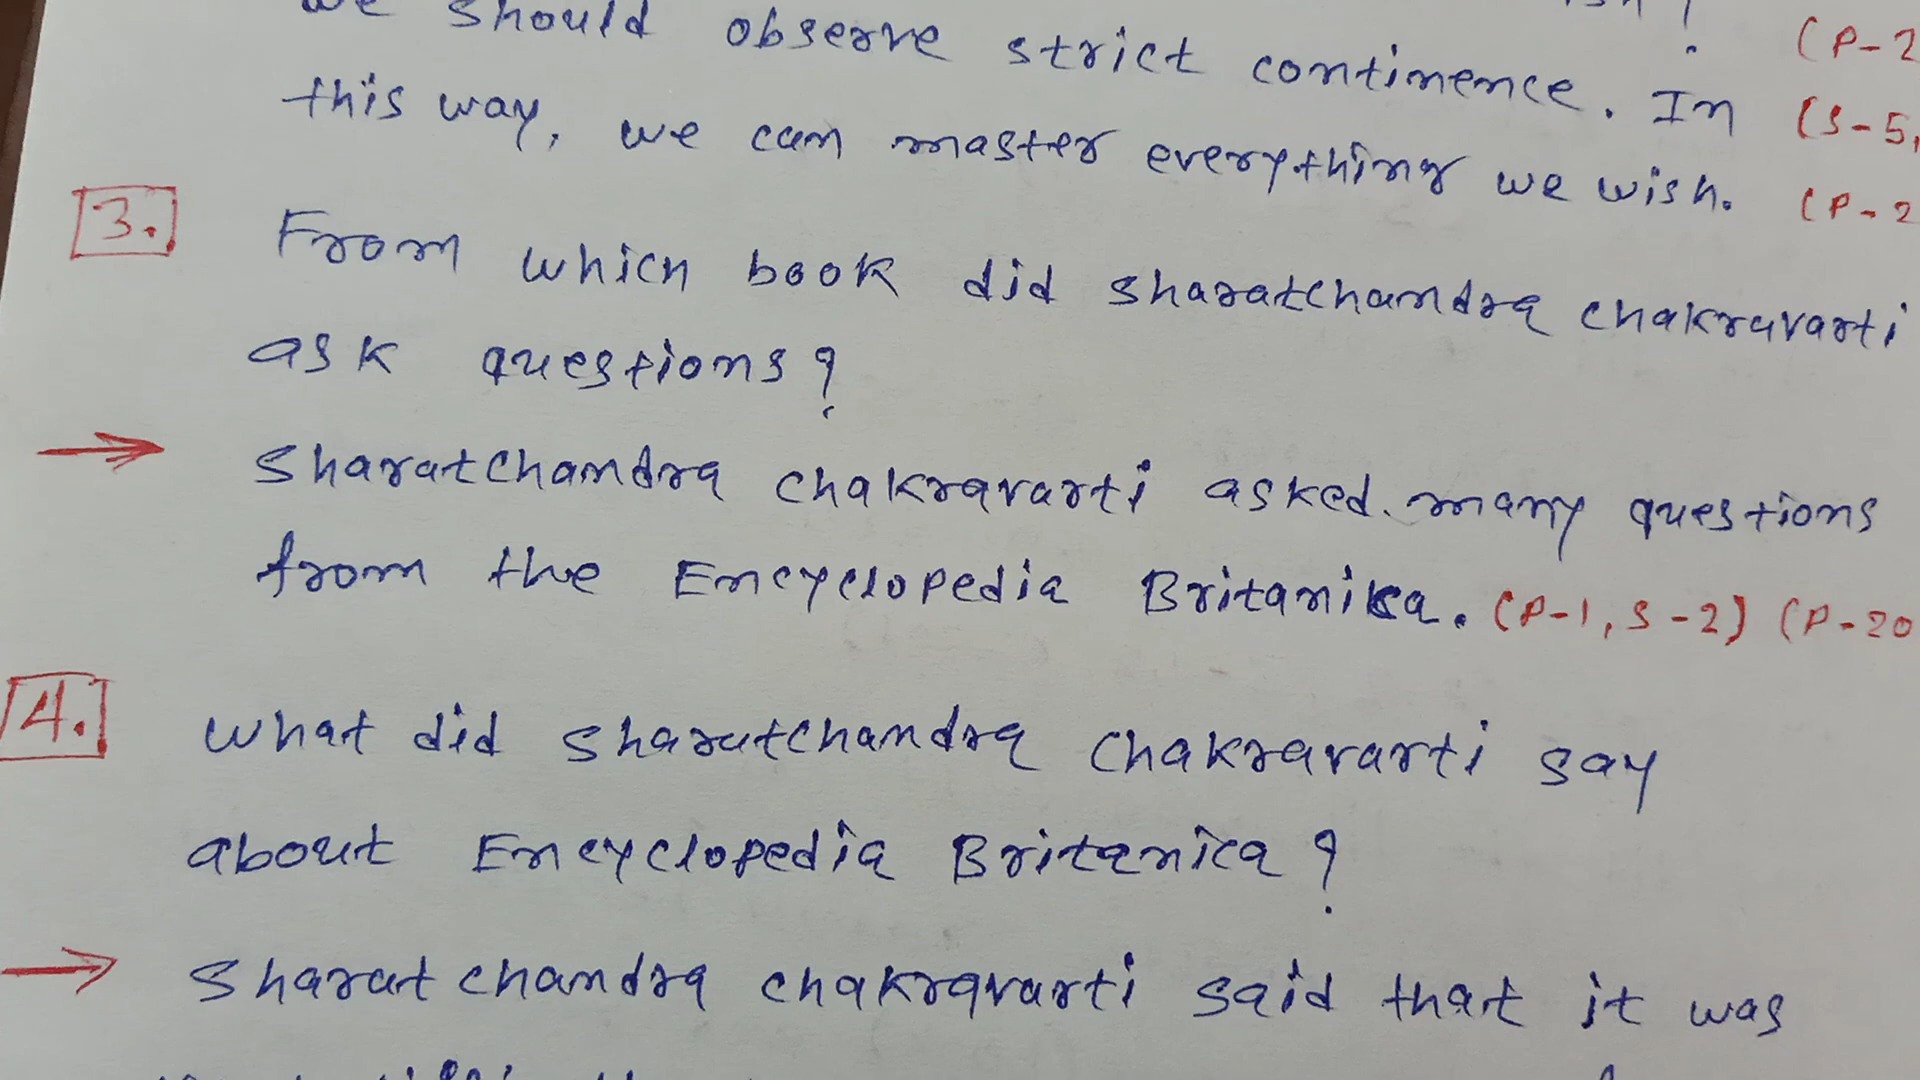 we should observe strict continence. In (P-2
this way, we can master everything we wish. (S-5,
(P-2
3. From which book did Sharatchandra Chakravarti
ask questions?
→ Sharatchandra Chakravarti asked many questions
from the Encyclopedia Britanika. (P-1, S-2) (P-20
4. What did Sharatchandra Chakravarti say
about Encyclopedia Britanica?
→ Sharatchandra Chakravarti said that it was